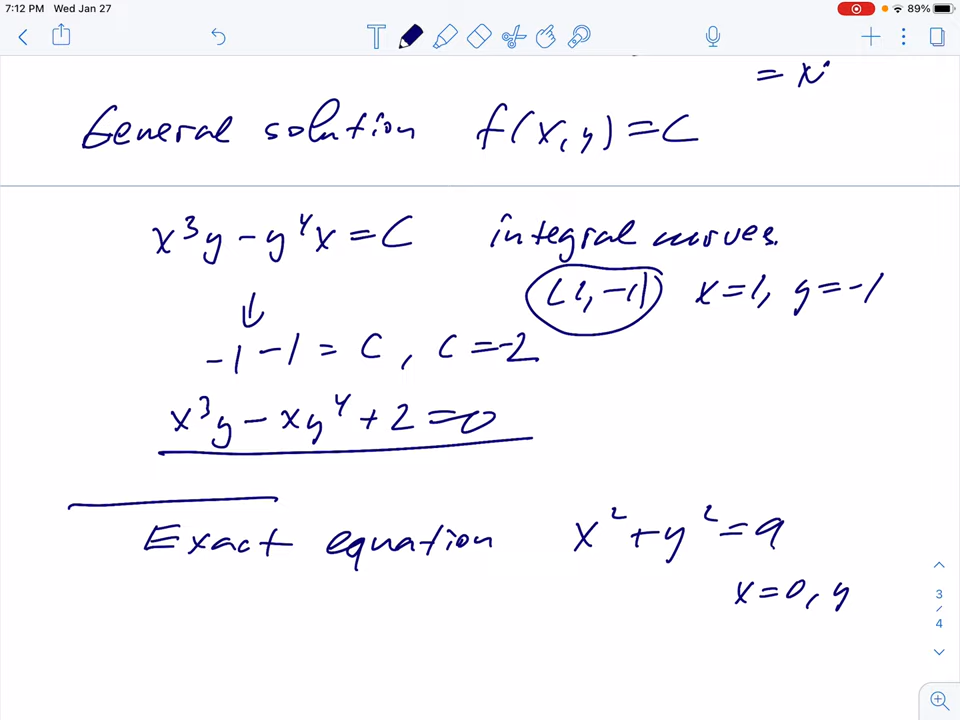 7:12 PM Wed Jan 27
89%
T
General solution f(x,y)=C
x³y-y⁴x=C integral curves.
(1,-1) x=1, y=-1
-1-1=C, C=-2
x³y-xy⁴+2=0
Exact equation x²+y²=9
x=0, y
3
/
4